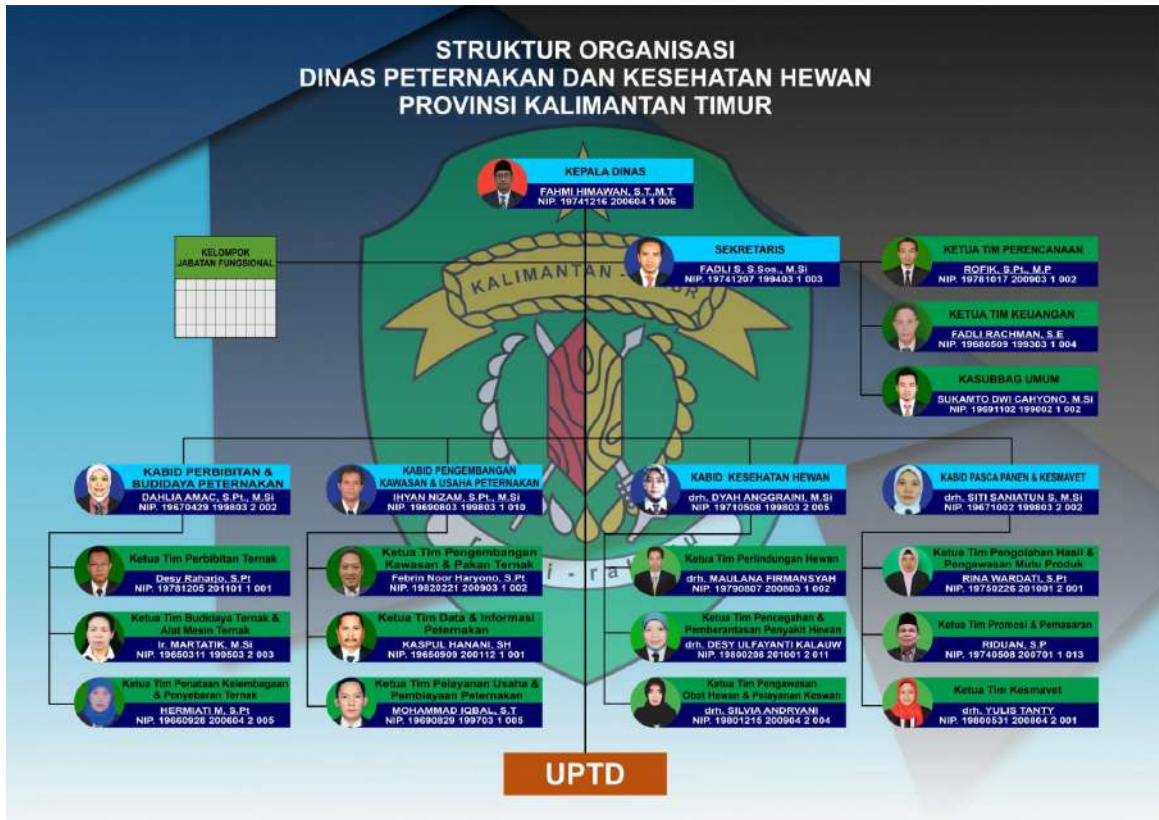 STRUKTUR ORGANISASI
DINAS PETERNAKAN DAN KESEHATAN HEWAN
PROVINSI KALIMANTAN TIMUR
KEPALA DINAS
FAHMI HIMAWAN, S.T.,M.T
NIP. 19741216 200604 1 006
KELOMPOK
JABATAN FUNGSIONAL
SEKRETARIS
FADLI S, S.Sos., M.Si
NIP. 19741207 199403 1 003
KETUA TIM PERENCANAAN
ROFIK, S.Pt., M.P
NIP. 19781017 200903 1 002
KETUA TIM KEUANGAN
FADLI RACHMAN, S.E
NIP. 19680509 199303 1 004
KASUBBAG UMUM
SUKAMTO DWI CAHYONO, M.Si
NIP. 19691102 199002 1 002
KALIMANTAN -
KABID PERBIBITAN &
BUDIDAYA PETERNAKAN
DAHLIA AMAC, S.Pt., M.Si
NIP. 19670429 199803 2 002
Ketua Tim Perbibitan Ternak
Desy Raharjo, S.Pt
NIP. 19781205 201101 1 001
Ketua Tim Budidaya Ternak &
Alat Mesin Ternak
Ir. MARTATIK, M.Si
NIP. 19650311 199503 2 003
Ketua Tim Penataan Kelembagaan
& Penyebaran Ternak
HERMIATI M, S.Pt
NIP. 19660928 200604 2 005
KABID PENGEMBANGAN
KAWASAN & USAHA PETERNAKAN
IHYAN NIZAM, S.Pt., M.Si
NIP. 19690803 199803 1 010
Ketua Tim Pengembangan
Kawasan & Pakan Ternak
Febrin Noor Haryono, S.Pt
NIP. 19820221 200903 1 002
Ketua Tim Data & Informasi
Peternakan
KASPUL HANANI, SH
NIP. 19650909 200112 1 001
Ketua Tim Pelayanan Usaha &
Pembiayaan Peternakan
MOHAMMAD IQBAL, S.T
NIP. 19690829 199703 1 005
KABID KESEHATAN HEWAN
drh. DYAH ANGGRAINI, M.Si
NIP. 19710508 199803 2 005
Ketua Tim Perlindungan Hewan
drh. MAULANA FIRMANSYAH
NIP. 19790807 200803 1 002
Ketua Tim Pencegahan &
Pemberantasan Penyakit Hewan
drh. DESY ULFAYANTI KALAUW
NIP. 19800208 201001 2 011
Ketua Tim Pengawasan
Obat Hewan & Pelayanan Keswan
drh. SILVIA ANDRYANI
NIP. 19801215 200904 2 004
KABID PASCA PANEN & KESMAVET
drh. SITI SANIATUN S, M.Si
NIP. 19671002 199803 2 002
Ketua Tim Pengolahan Hasil &
Pengawasan Mutu Produk
RINA WARDATI, S.Pt
NIP. 19750226 201001 2 001
Ketua Tim Promosi & Pemasaran
RIDUAN, S.P
NIP. 19740508 200701 1 013
Ketua Tim Kesmavet
drh. YULIS TANTY
NIP. 19800531 200804 2 001
UPTD